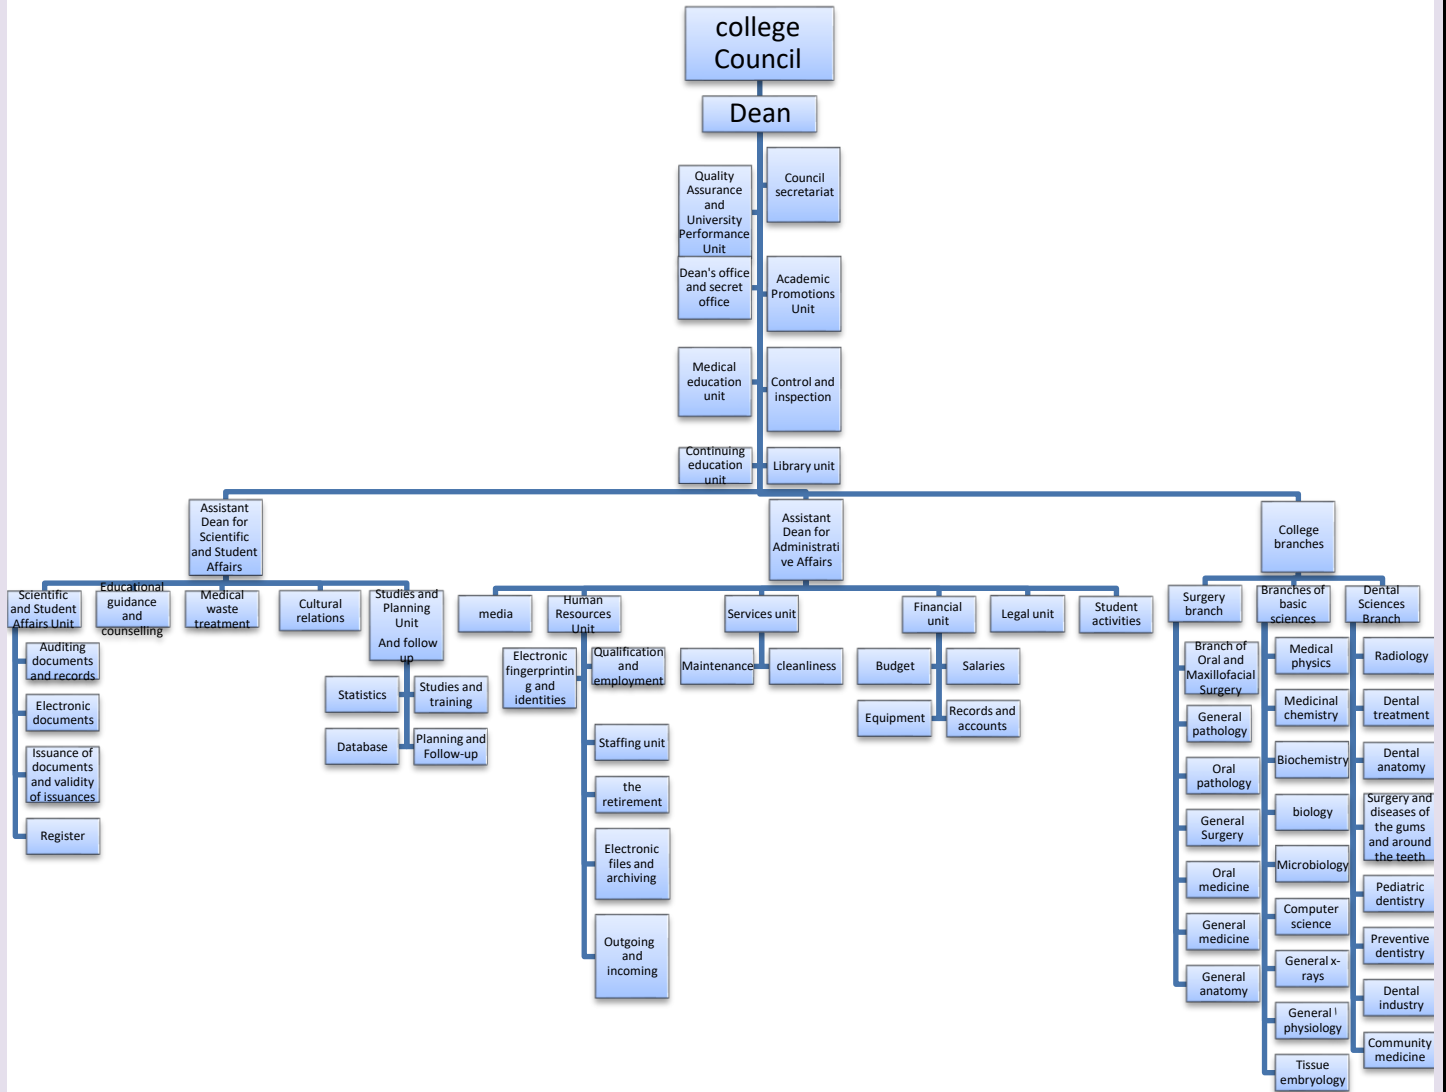 college
Council
Dean
Quality
Assurance
and
University
Performance
Unit
Council
secretariat
Dean's office
and secret
office
Academic
Promotions
Unit
Medical
education
unit
Control and
inspection
Continuing
education
unit
Library unit
Assistant
Dean for
Scientific
and Student
Affairs
Assistant
Dean for
Administrati
ve Affairs
College
branches
Scientific
and Student
Affairs Unit
Educational
guidance
and
counselling
Medical
waste
treatment
Cultural
relations
Studies and
Planning
Unit
And follow
up
media
Human
Resources
Unit
Services unit
Financial
unit
Legal unit
Student
activities
Surgery
branch
Branches of
basic
sciences
Dental
Sciences
Branch
Auditing
documents
and records
Electronic
documents
Issuance of
documents
and validity
of issuances
Register
Statistics
Studies and
training
Database
Planning and
Follow-up
Electronic
fingerprintin
g and
identities
Qualification
and
employment
Staffing unit
the
retirement
Electronic
files and
archiving
Outgoing
and
incoming
Maintenance
cleanliness
Budget
Salaries
Equipment
Records and
accounts
Branch of
Oral and
Maxillofacial
Surgery
General
pathology
Oral
pathology
General
Surgery
Oral
medicine
General
medicine
General
anatomy
Medical
physics
Medicinal
chemistry
Biochemistry
biology
Microbiology
Computer
science
General x-
rays
General \
physiology
Tissue
embryology
Radiology
Dental
treatment
Dental
anatomy
Surgery and
diseases of
the gums
and around
the teeth
Pediatric
dentistry
Preventive
dentistry
Dental
industry
Community
medicine